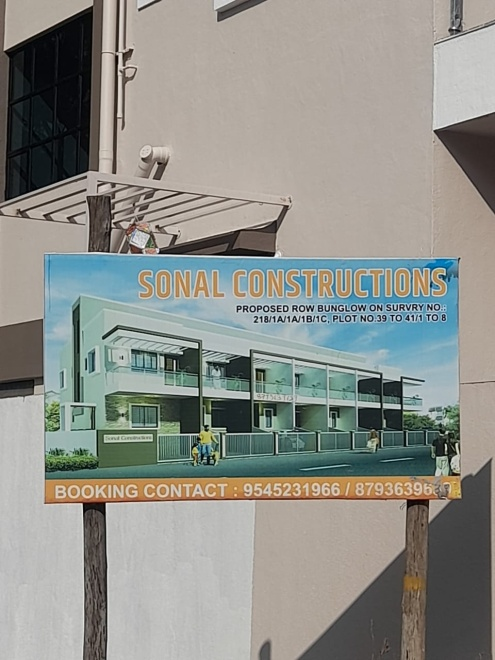 SONAL CONSTRUCTIONS
PROPOSED ROW BUNGLOW ON SURVRY NO.:
218/1A/1A/1B/1C, PLOT NO:39 TO 41/1 TO 8
Sonal Constructions
BOOKING CONTACT : 9545231966 /